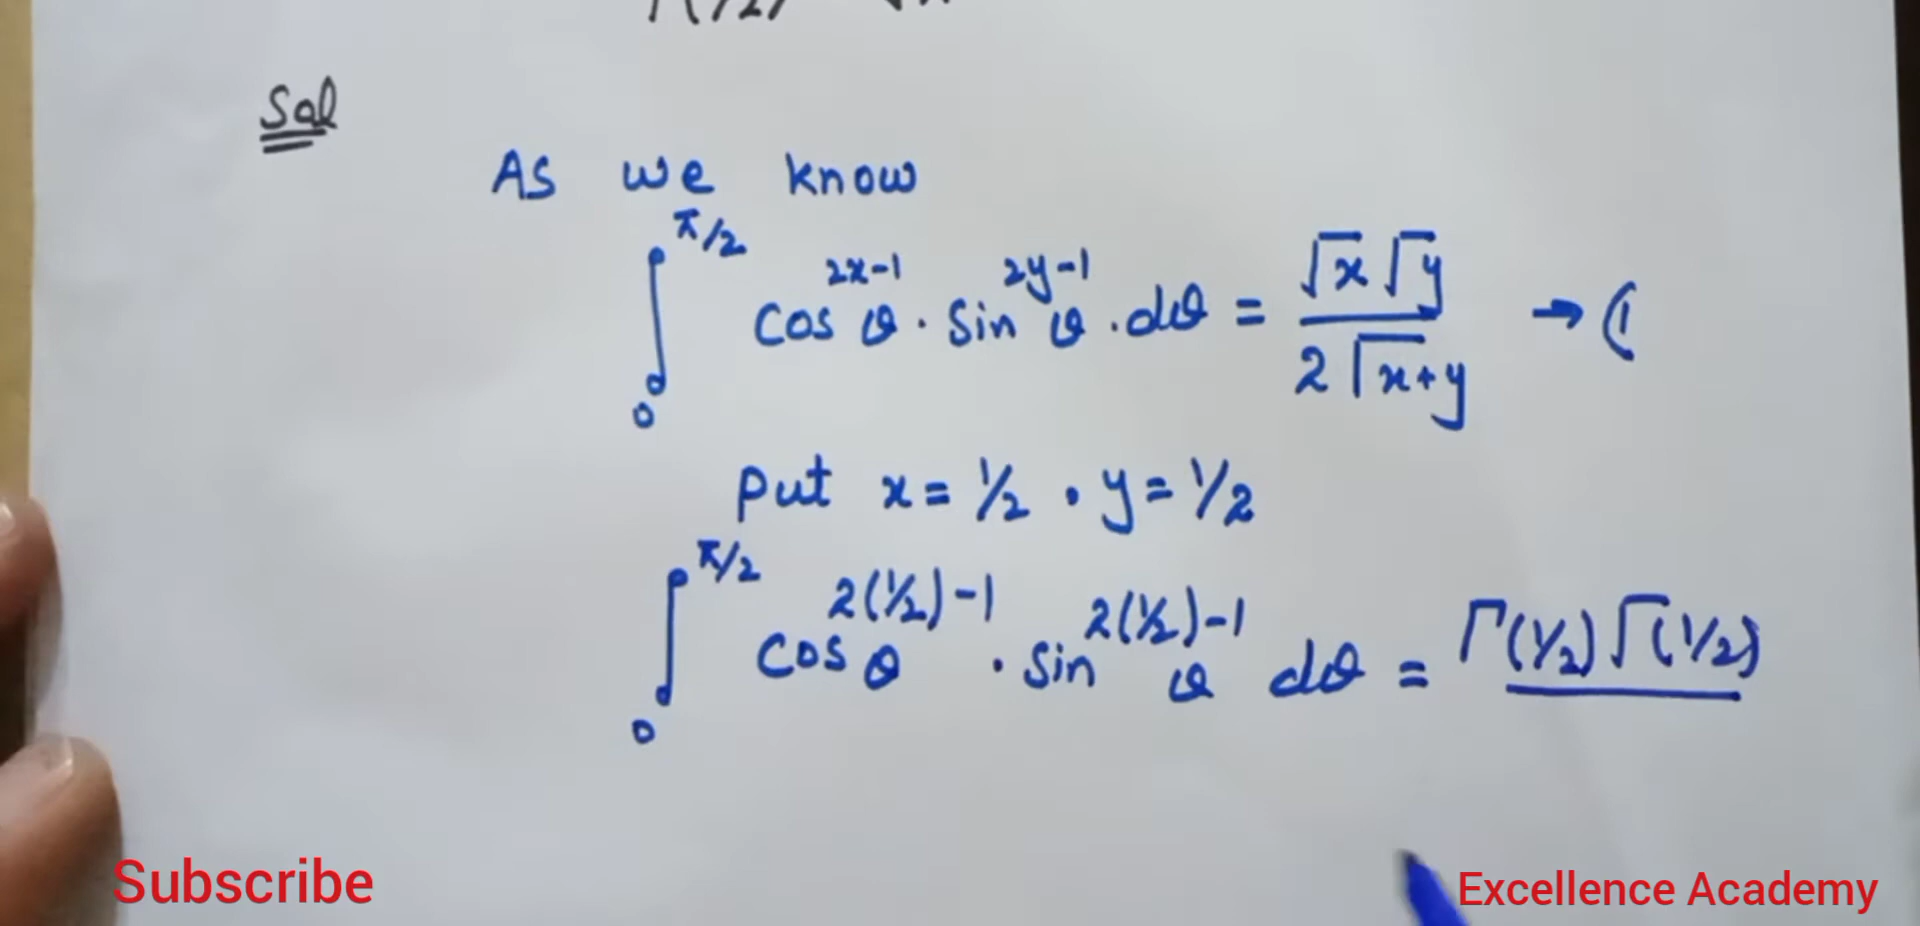 Sol
As we know
∫₀^π/2 cos^2x-1 θ · sin^2y-1 θ · dθ = Γx Γy / 2 Γx+y → (1
put x = 1/2 · y = 1/2
∫₀^π/2 cos^2(1/2)-1 θ · sin^2(1/2)-1 θ dθ = Γ(1/2) Γ(1/2)
Subscribe
Excellence Academy